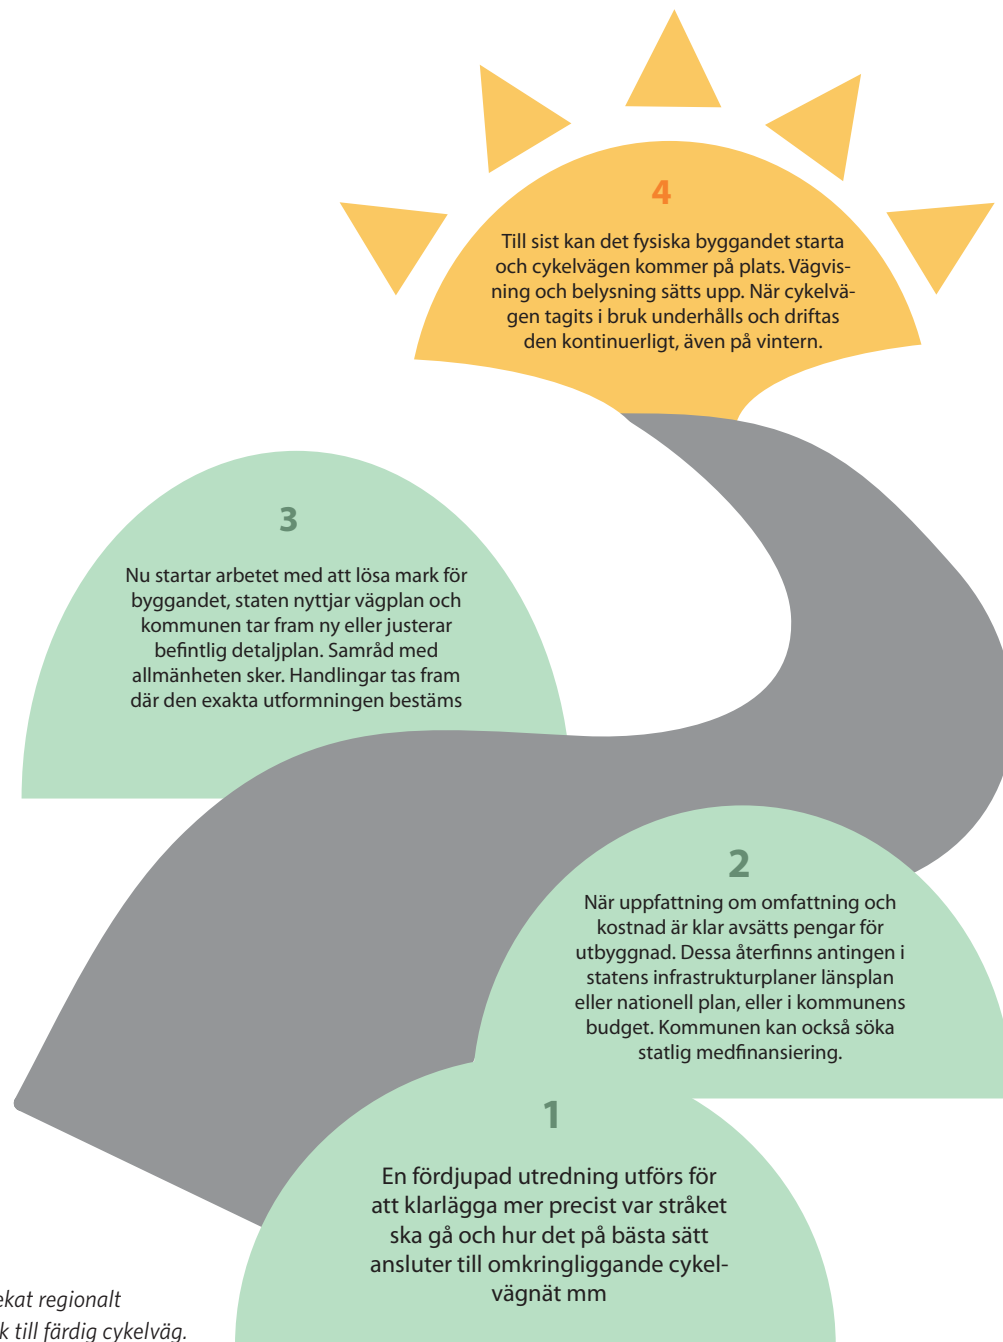 4
Till sist kan det fysiska byggandet starta
och cykelvägen kommer på plats. Vägvis-
ning och belysning sätts upp. När cykelvä-
gen tagits i bruk underhålls och driftas
den kontinuerligt, även på vintern.
3
Nu startar arbetet med att lösa mark för
byggandet, staten nyttjar vägplan och
kommunen tar fram ny eller justerar
befintlig detaljplan. Samråd med
allmänheten sker. Handlingar tas fram
där den exakta utformningen bestäms
2
När uppfattning om omfattning och
kostnad är klar avsätts pengar för
utbyggnad. Dessa återfinns antingen i
statens infrastrukturplaner länsplan
eller nationell plan, eller i kommunens
budget. Kommunen kan också söka
statlig medfinansiering.
1
En fördjupad utredning utförs för
att klarlägga mer precist var stråket
ska gå och hur det på bästa sätt
ansluter till omkringliggande cykel-
vägnät mm
ekat regionalt
k till färdig cykelväg.